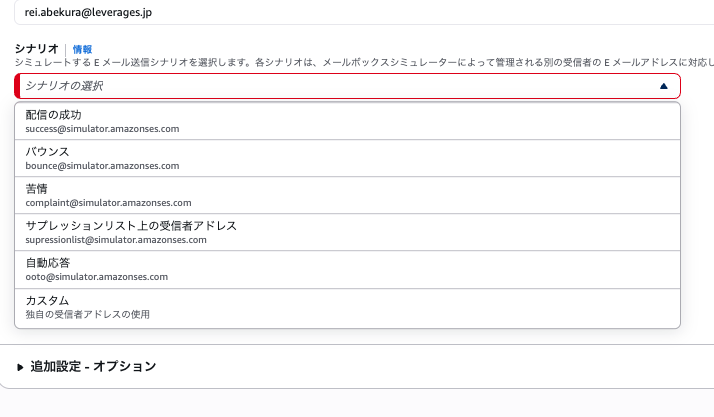 rei.abekura@leverages.jp
シナリオ | 情報
シミュレートする E メール送信シナリオを選択します。各シナリオは、メールボックスシミュレーターによって管理される別の受信者の E メールアドレスに対応し
シナリオの選択
配信の成功
success@simulator.amazonses.com
バウンス
bounce@simulator.amazonses.com
苦情
complaint@simulator.amazonses.com
サプレッションリスト上の受信者アドレス
supressionlist@simulator.amazonses.com
自動応答
ooto@simulator.amazonses.com
カスタム
独自の受信者アドレスの使用
追加設定 - オプション